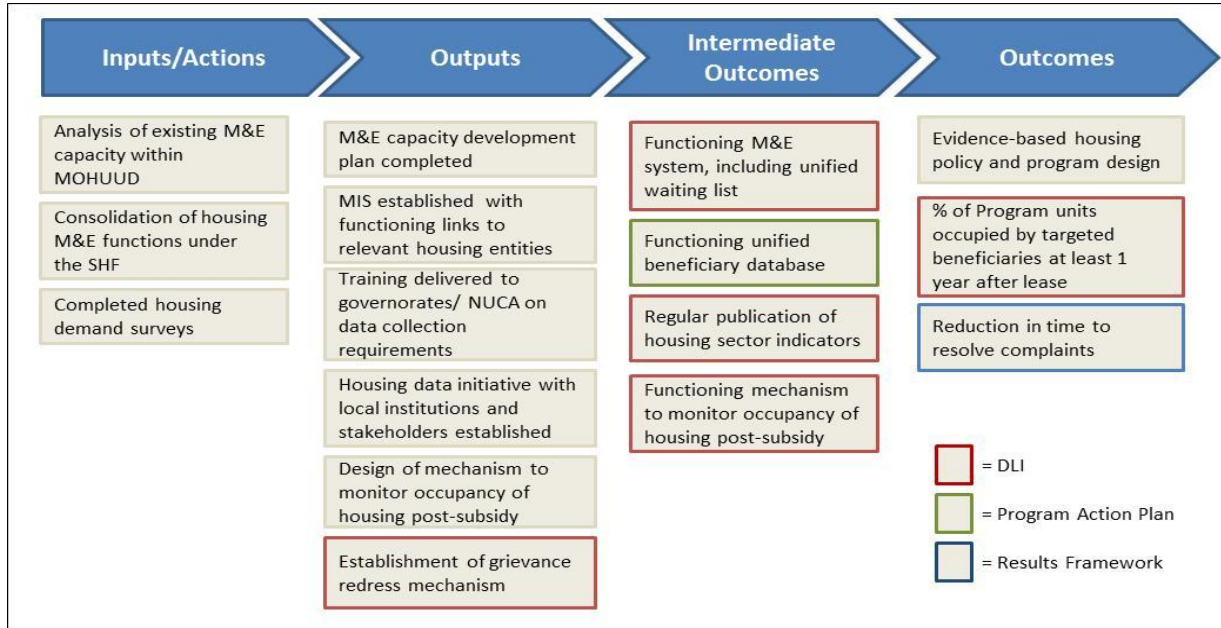 Inputs/Actions
Outputs
Intermediate
Outcomes
Outcomes
Analysis of existing M&E
capacity within
MOHUUD
Consolidation of housing
M&E functions under
the SHF
Completed housing
demand surveys
M&E capacity development
plan completed
MIS established with
functioning links to
relevant housing entities
Training delivered to
governorates/ NUCA on
data collection
requirements
Housing data initiative with
local institutions and
stakeholders established
Design of mechanism to
monitor occupancy of
housing post-subsidy
Establishment of grievance
redress mechanism
Functioning M&E
system, including unified
waiting list
Functioning unified
beneficiary database
Regular publication of
housing sector indicators
Functioning mechanism
to monitor occupancy of
housing post-subsidy
Evidence-based housing
policy and program design
% of Program units
occupied by targeted
beneficiaries at least 1
year after lease
Reduction in time to
resolve complaints
= DLI
= Program Action Plan
= Results Framework